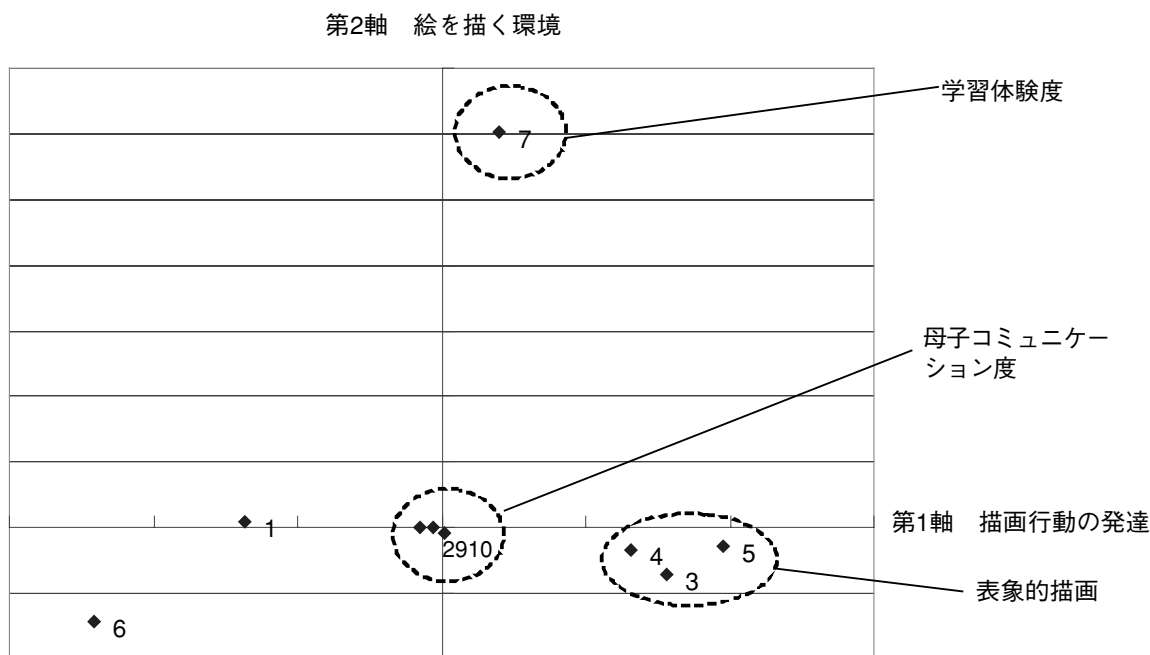 第2軸　絵を描く環境
学習体験度
7
母子コミュニケー
ション度
第1軸　描画行動の発達
1
2910
4
5
3
表象的描画
6